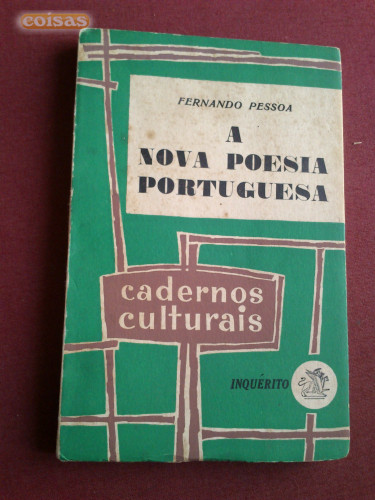 coisas
FERNANDO PESSOA
A
NOVA POESIA
PORTUGUESA
cadernos
culturais
INQUÉRITO